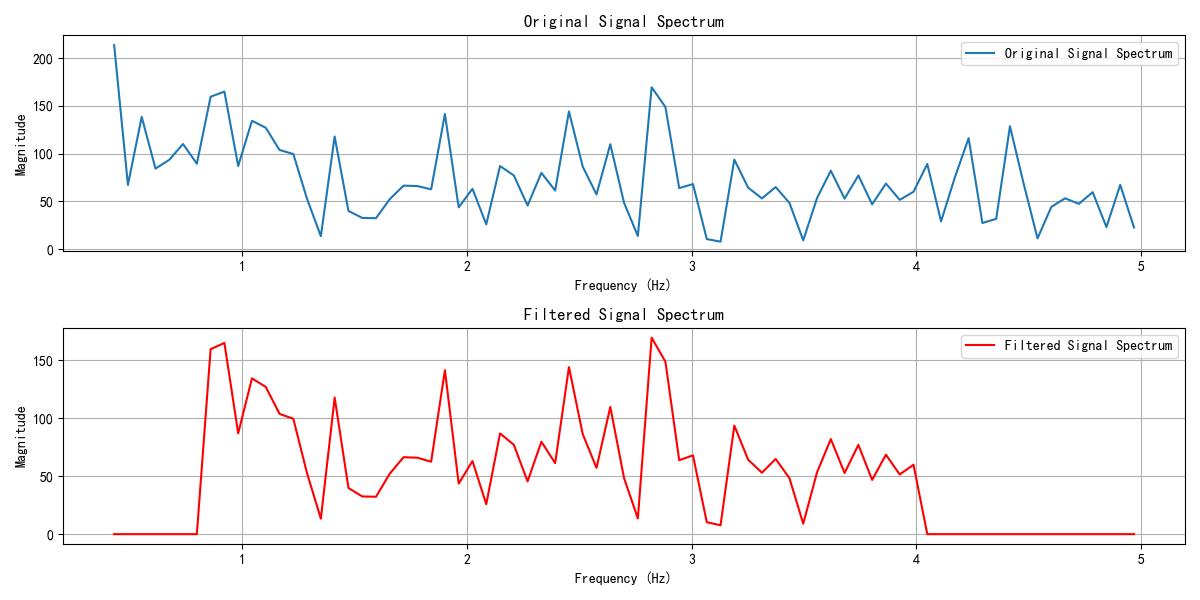 Original Signal Spectrum
Original Signal Spectrum
Magnitude
200
150
100
50
0
1 2 3 4 5
Frequency (Hz)
Filtered Signal Spectrum
Filtered Signal Spectrum
Magnitude
150
100
50
0
1 2 3 4 5
Frequency (Hz)